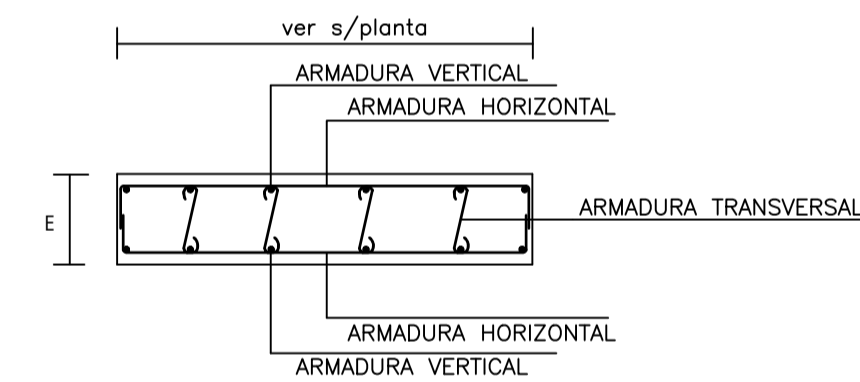 ver s/planta
ARMADURA VERTICAL
ARMADURA HORIZONTAL
ARMADURA TRANSVERSAL
E
ARMADURA HORIZONTAL
ARMADURA VERTICAL